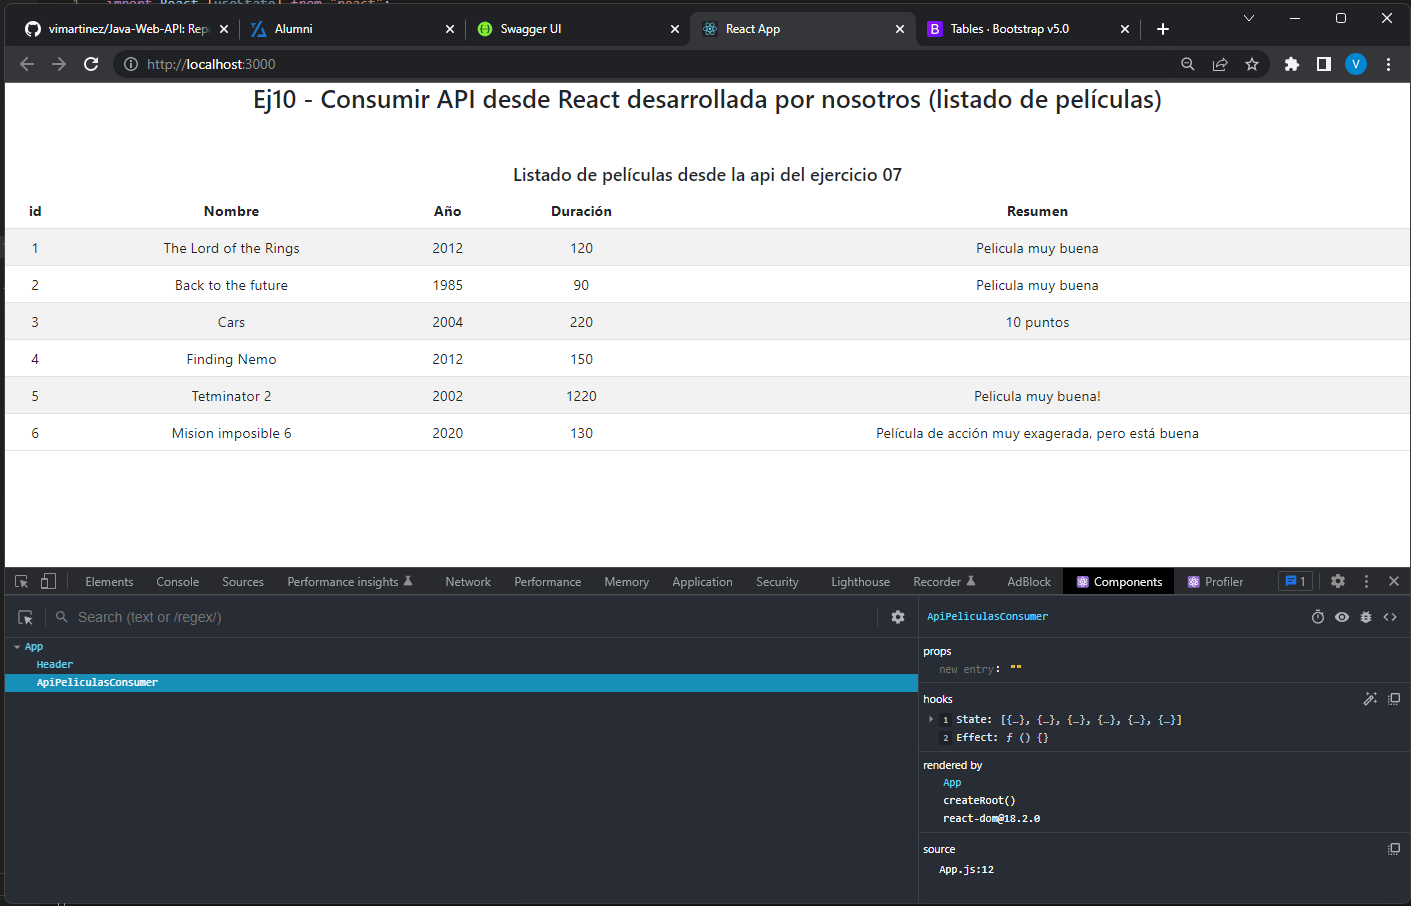 import React, {useState} from "react";
vimartinez/Java-Web-API: Rep
Alumni
Swagger UI
React App
Tables · Bootstrap v5.0
http://localhost:3000
V
Ej10 - Consumir API desde React desarrollada por nosotros (listado de películas)
Listado de películas desde la api del ejercicio 07
id Nombre Año Duración Resumen
1 The Lord of the Rings 2012 120 Pelicula muy buena
2 Back to the future 1985 90 Pelicula muy buena
3 Cars 2004 220 10 puntos
4 Finding Nemo 2012 150
5 Tetminator 2 2002 1220 Pelicula muy buena!
6 Mision imposible 6 2020 130 Película de acción muy exagerada, pero está buena
Elements Console Sources Performance insights Network Performance Memory Application Security Lighthouse Recorder AdBlock Components Profiler 1
Search (text or /regex/)
App
Header
ApiPeliculasConsumer
ApiPeliculasConsumer
props
new entry: ""
hooks
1 State: [{…}, {…}, {…}, {…}, {…}, {…}]
2 Effect: ƒ () {}
rendered by
App
createRoot()
react-dom@18.2.0
source
App.js:12